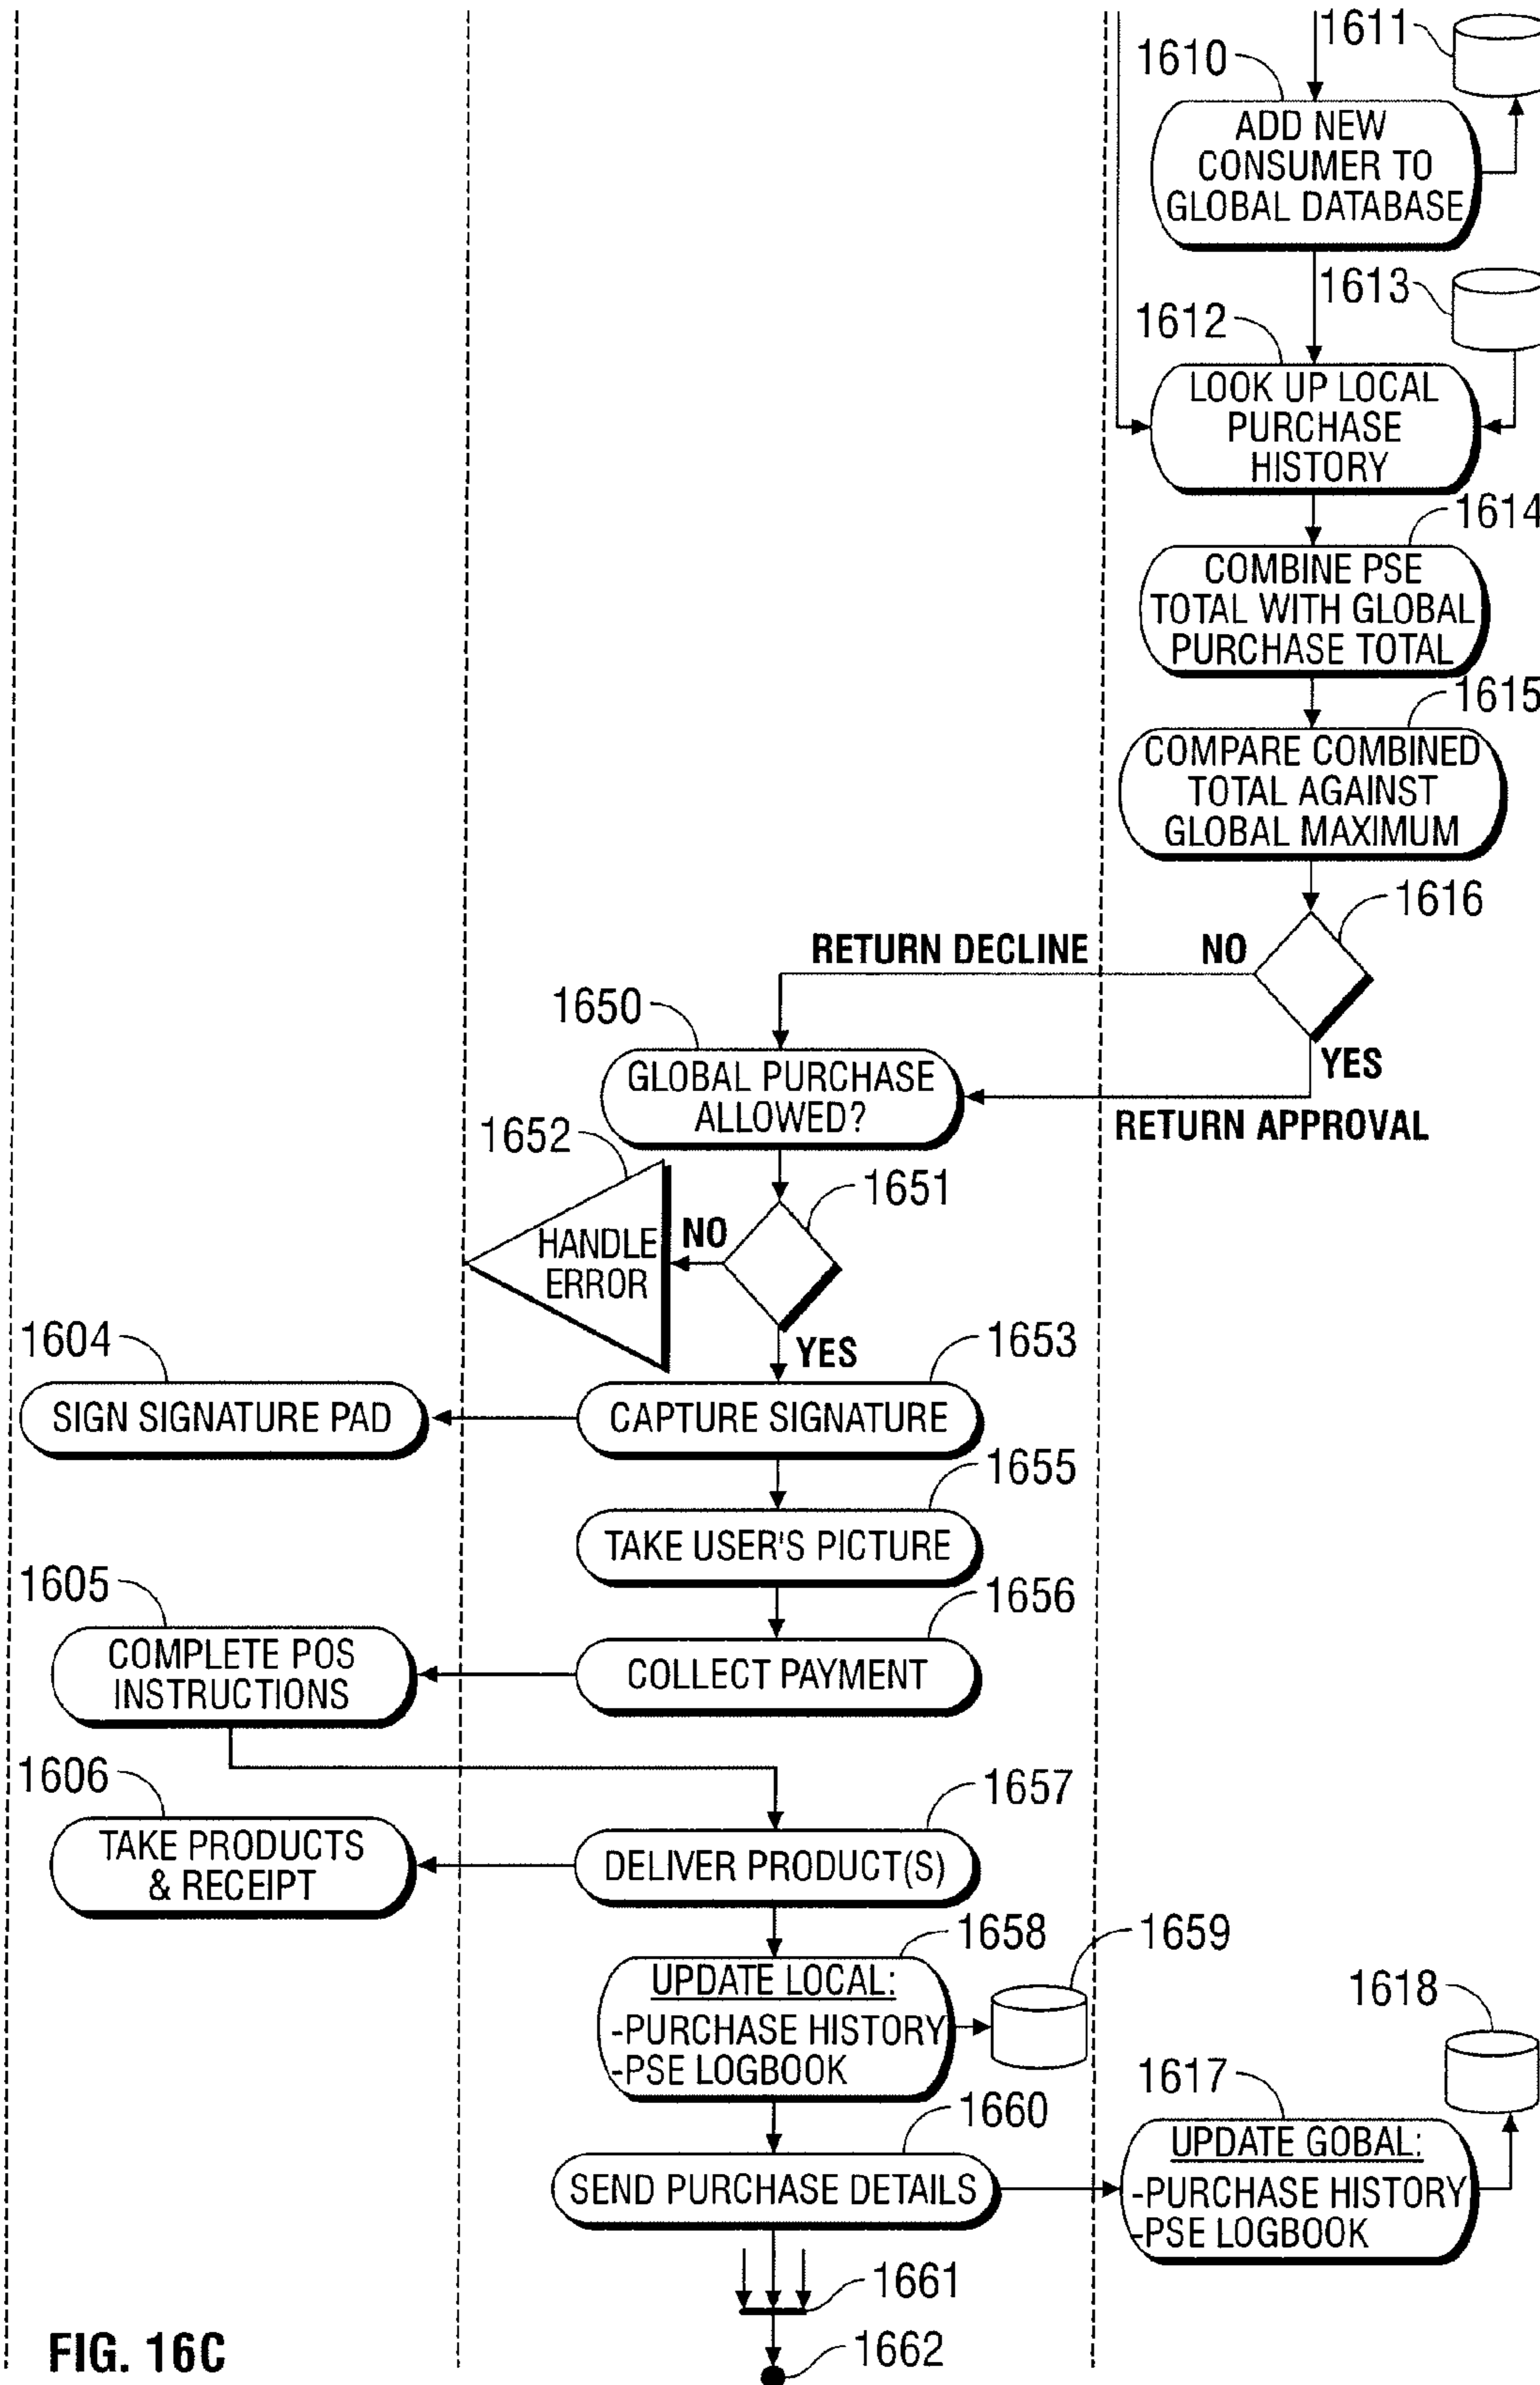 1611
1610
ADD NEW
CONSUMER TO
GLOBAL DATABASE
1613
1612
LOOK UP LOCAL
PURCHASE
HISTORY
1614
COMBINE PSE
TOTAL WITH GLOBAL
PURCHASE TOTAL
1615
COMPARE COMBINED
TOTAL AGAINST
GLOBAL MAXIMUM
1616
RETURN DECLINE
NO
1650
YES
GLOBAL PURCHASE
ALLOWED?
RETURN APPROVAL
1652
1651
HANDLE
ERROR
NO
YES
1604
1653
SIGN SIGNATURE PAD
CAPTURE SIGNATURE
1655
TAKE USER'S PICTURE
1605
1656
COMPLETE POS
INSTRUCTIONS
COLLECT PAYMENT
1606
1657
TAKE PRODUCTS
& RECEIPT
DELIVER PRODUCT(S)
1658
1659
UPDATE LOCAL:
-PURCHASE HISTORY
-PSE LOGBOOK
1618
1617
1660
SEND PURCHASE DETAILS
UPDATE GOBAL:
-PURCHASE HISTORY
-PSE LOGBOOK
1661
1662
FIG. 16C